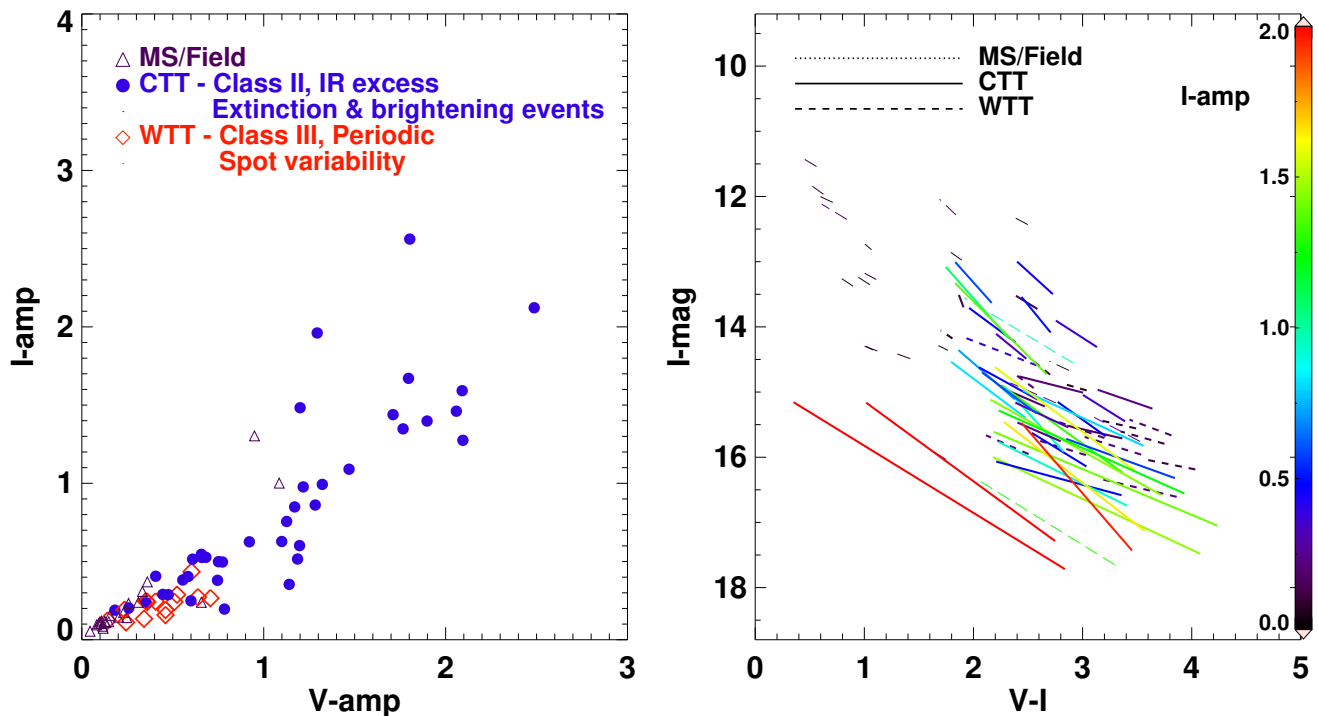 4
3
2
1
0
0
1
2
3
I-amp
V-amp
MS/Field
CTT - Class II, IR excess
Extinction & brightening events
WTT - Class III, Periodic
Spot variability
10
12
14
16
18
0
1
2
3
4
5
I-mag
V-I
MS/Field
CTT
WTT
I-amp
2.0
1.5
1.0
0.5
0.0